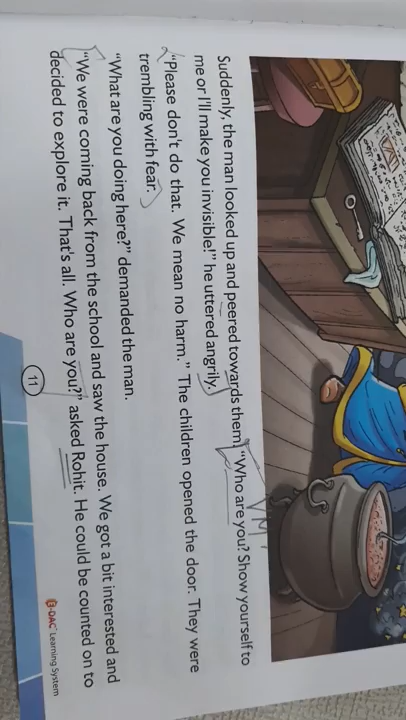 Suddenly, the man looked up and peered towards them. "Who are you? Show yourself to
me or I'll make you invisible!" he uttered angrily.
"Please don't do that. We mean no harm." The children opened the door. They were
trembling with fear.
"What are you doing here?" demanded the man.
"We were coming back from the school and saw the house. We got a bit interested and
decided to explore it. That's all. Who are you?" asked Rohit. He could be counted on to
11
i-DAC Learning System
VM